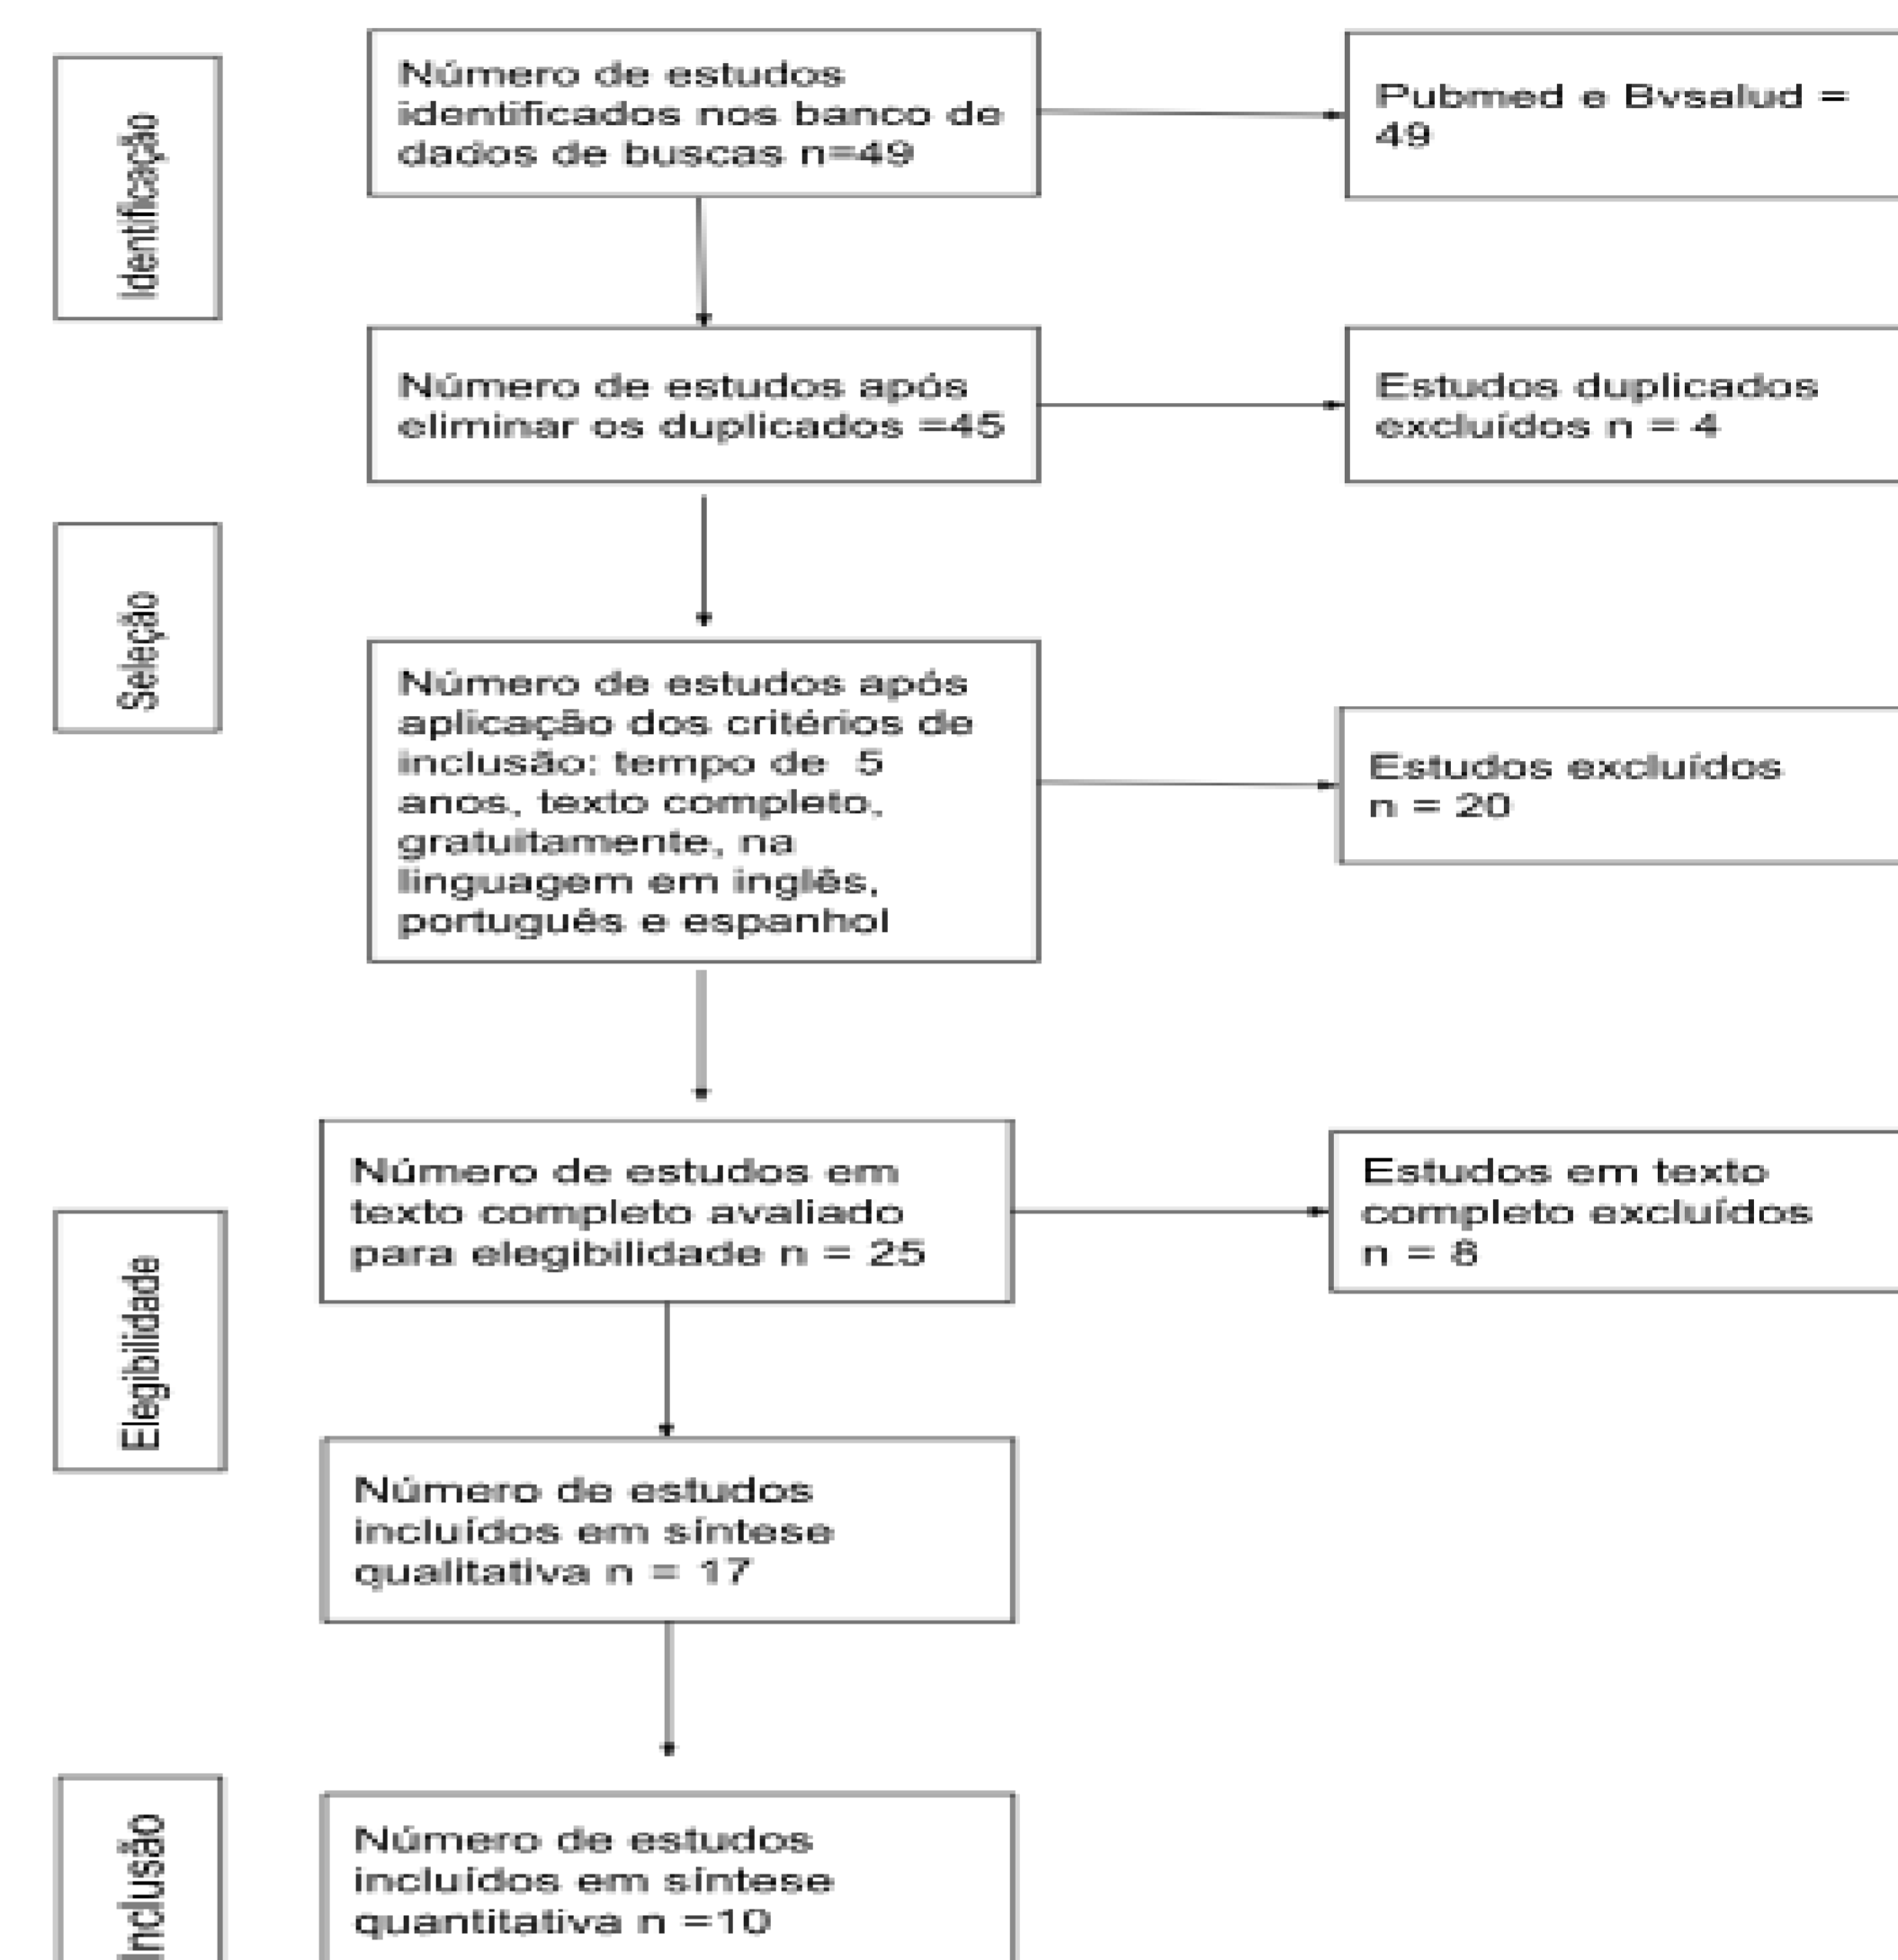 Identificação
Número de estudos
identificados nos banco de
dados de buscas n=49
Pubmed e Bvsalud =
49
Número de estudos após
eliminar os duplicados =45
Estudos duplicados
excluídos n = 4
Seleção
Número de estudos após
aplicação dos critérios de
inclusão: tempo de  5
anos, texto completo,
gratuitamente, na
linguagem em inglês,
português e espanhol
Estudos excluídos
n = 20
Elegibilidade
Número de estudos em
texto completo avaliado
para elegibilidade n = 25
Estudos em texto
completo excluídos
n = 8
Número de estudos
incluídos em síntese
qualitativa n = 17
Inclusão
Número de estudos
incluídos em síntese
quantitativa n =10